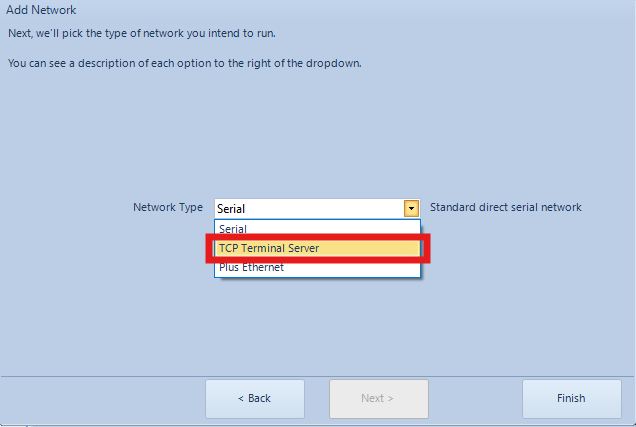 Add Network
Next, we'll pick the type of network you intend to run.
You can see a description of each option to the right of the dropdown.
Network Type Serial Standard direct serial network
Serial
TCP Terminal Server
Plus Ethernet
< Back Next > Finish